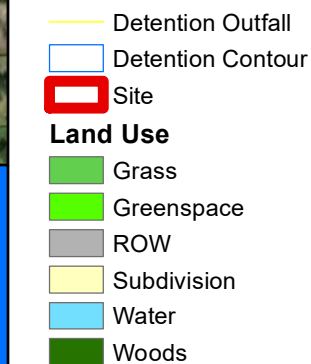 Detention Outfall
Detention Contour
Site
Land Use
Grass
Greenspace
ROW
Subdivision
Water
Woods